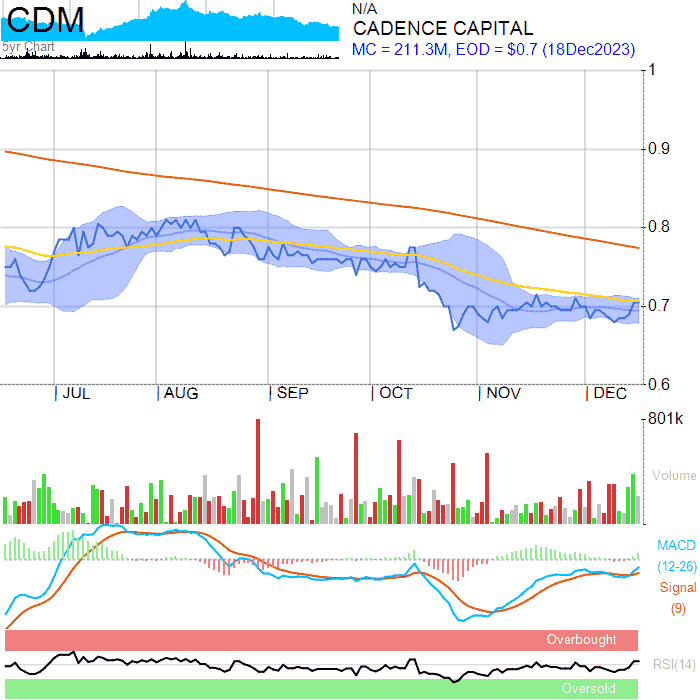 CDM
5yr Chart
N/A
CADENCE CAPITAL
MC = 211.3M, EOD = $0.7 (18Dec2023)
1
0.9
0.8
0.7
0.6
JUL AUG SEP OCT NOV DEC
801k
Volume
MACD
(12-26)
Signal
(9)
Overbought
RSI(14)
Oversold